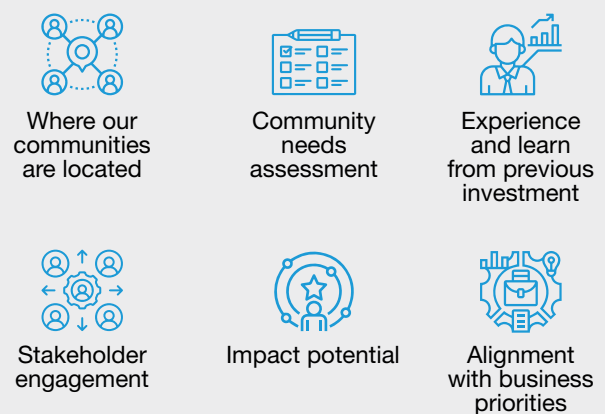 Where our
communities
are located
Community
needs
assessment
Experience
and learn
from previous
investment
Stakeholder
engagement
Impact potential
Alignment
with business
priorities